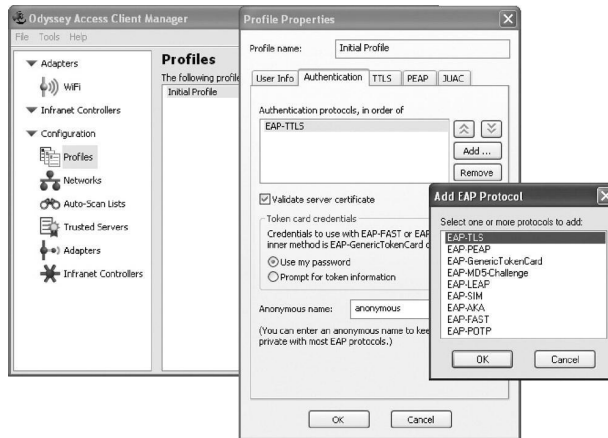 Odyssey Access Client Manager
File Tools Help
Adapters
WiFi
Infranet Controllers
Configuration
Profiles
Networks
Auto-Scan Lists
Trusted Servers
Adapters
Infranet Controllers
Profiles
The following profile
Initial Profile
Profile Properties
Profile name:
Initial Profile
User Info
Authentication
TTLS
PEAP
JUAC
Authentication protocols, in order of
EAP-TTLS
Add ...
Remove
Validate server certificate
Token card credentials
Credentials to use with EAP-FAST or EAP
inner method is EAP-GenericTokenCard
Use my password
Prompt for token information
Anonymous name:
anonymous
(You can enter an anonymous name to kee
private with most EAP protocols.)
OK
Cancel
Add EAP Protocol
Select one or more protocols to add:
EAP-TLS
EAP-PEAP
EAP-GenericTokenCard
EAP-MD5-Challenge
EAP-LEAP
EAP-SIM
EAP-AKA
EAP-FAST
EAP-POTP
OK
Cancel